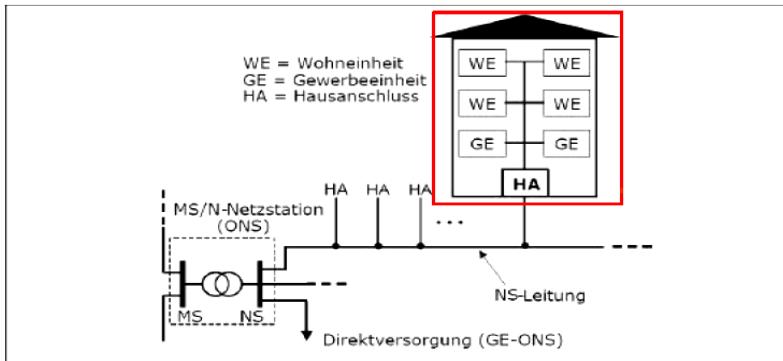 WE = Wohneinheit
GE = Gewerbeeinheit
HA = Hausanschluss
WE WE
WE WE
GE GE
HA
HA HA HA
MS/N-Netzstation
(ONS)
NS-Leitung
MS NS
Direktversorgung (GE-ONS)